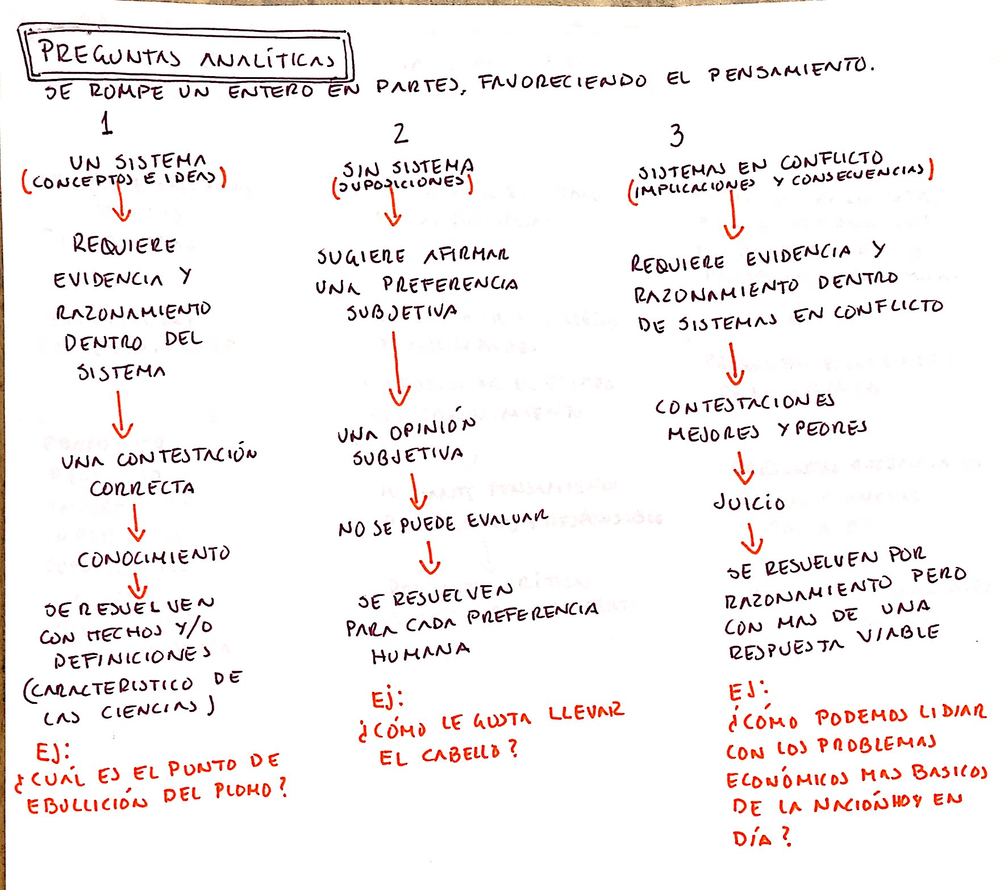 PREGUNTAS ANALÍTICAS
SE ROMPE UN ENTERO EN PARTES, FAVORECIENDO EL PENSAMIENTO.
1
UN SISTEMA
(CONCEPTOS E IDEAS)
REQUIERE
EVIDENCIA Y
RAZONAMIENTO
DENTRO DEL
SISTEMA
UNA CONTESTACIÓN
CORRECTA
CONOCIMIENTO
SE RESUELVEN
CON HECHOS Y/O
DEFINICIONES
(CARACTERISTICO DE
LAS CIENCIAS)
EJ:
¿CUÁL ES EL PUNTO DE
EBULLICIÓN DEL PLOMO?
2
SIN SISTEMA
(SUPOSICIONES)
SUGIERE AFIRMAR
UNA PREFERENCIA
SUBJETIVA
UNA OPINIÓN
SUBJETIVA
NO SE PUEDE EVALUAR
SE RESUELVEN
PARA CADA PREFERENCIA
HUMANA
Ej:
¿CÓMO LE GUSTA LLEVAR
EL CABELLO?
3
SISTEMAS EN CONFLICTO
(IMPLICACIONES Y CONSECUENCIAS)
REQUIERE EVIDENCIA Y
RAZONAMIENTO DENTRO
DE SISTEMAS EN CONFLICTO
CONTESTACIONES
MEJORES Y PEORES
JUICIO
SE RESUELVEN POR
RAZONAMIENTO PERO
CON MAS DE UNA
RESPUESTA VIABLE
EJ:
¿CÓMO PODEMOS LIDIAR
CON LOS PROBLEMAS
ECONÓMICOS MAS BASICOS
DE LA NACIÓN HOY EN
DÍA?